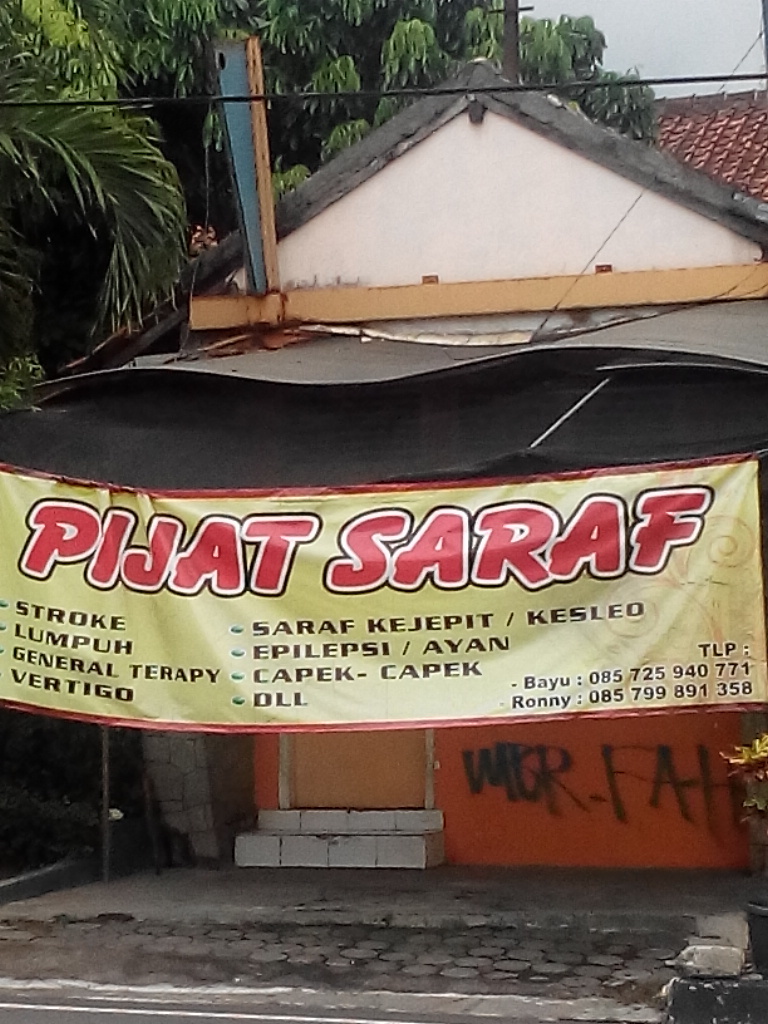 PIJAT SARAF
STROKE
LUMPUH
GENERAL TERAPY
VERTIGO
SARAF KEJEPIT / KESLEO
EPILEPSI / AYAN
CAPEK- CAPEK
DLL
TLP :
- Bayu : 085 725 940 771
- Ronny : 085 799 891 358